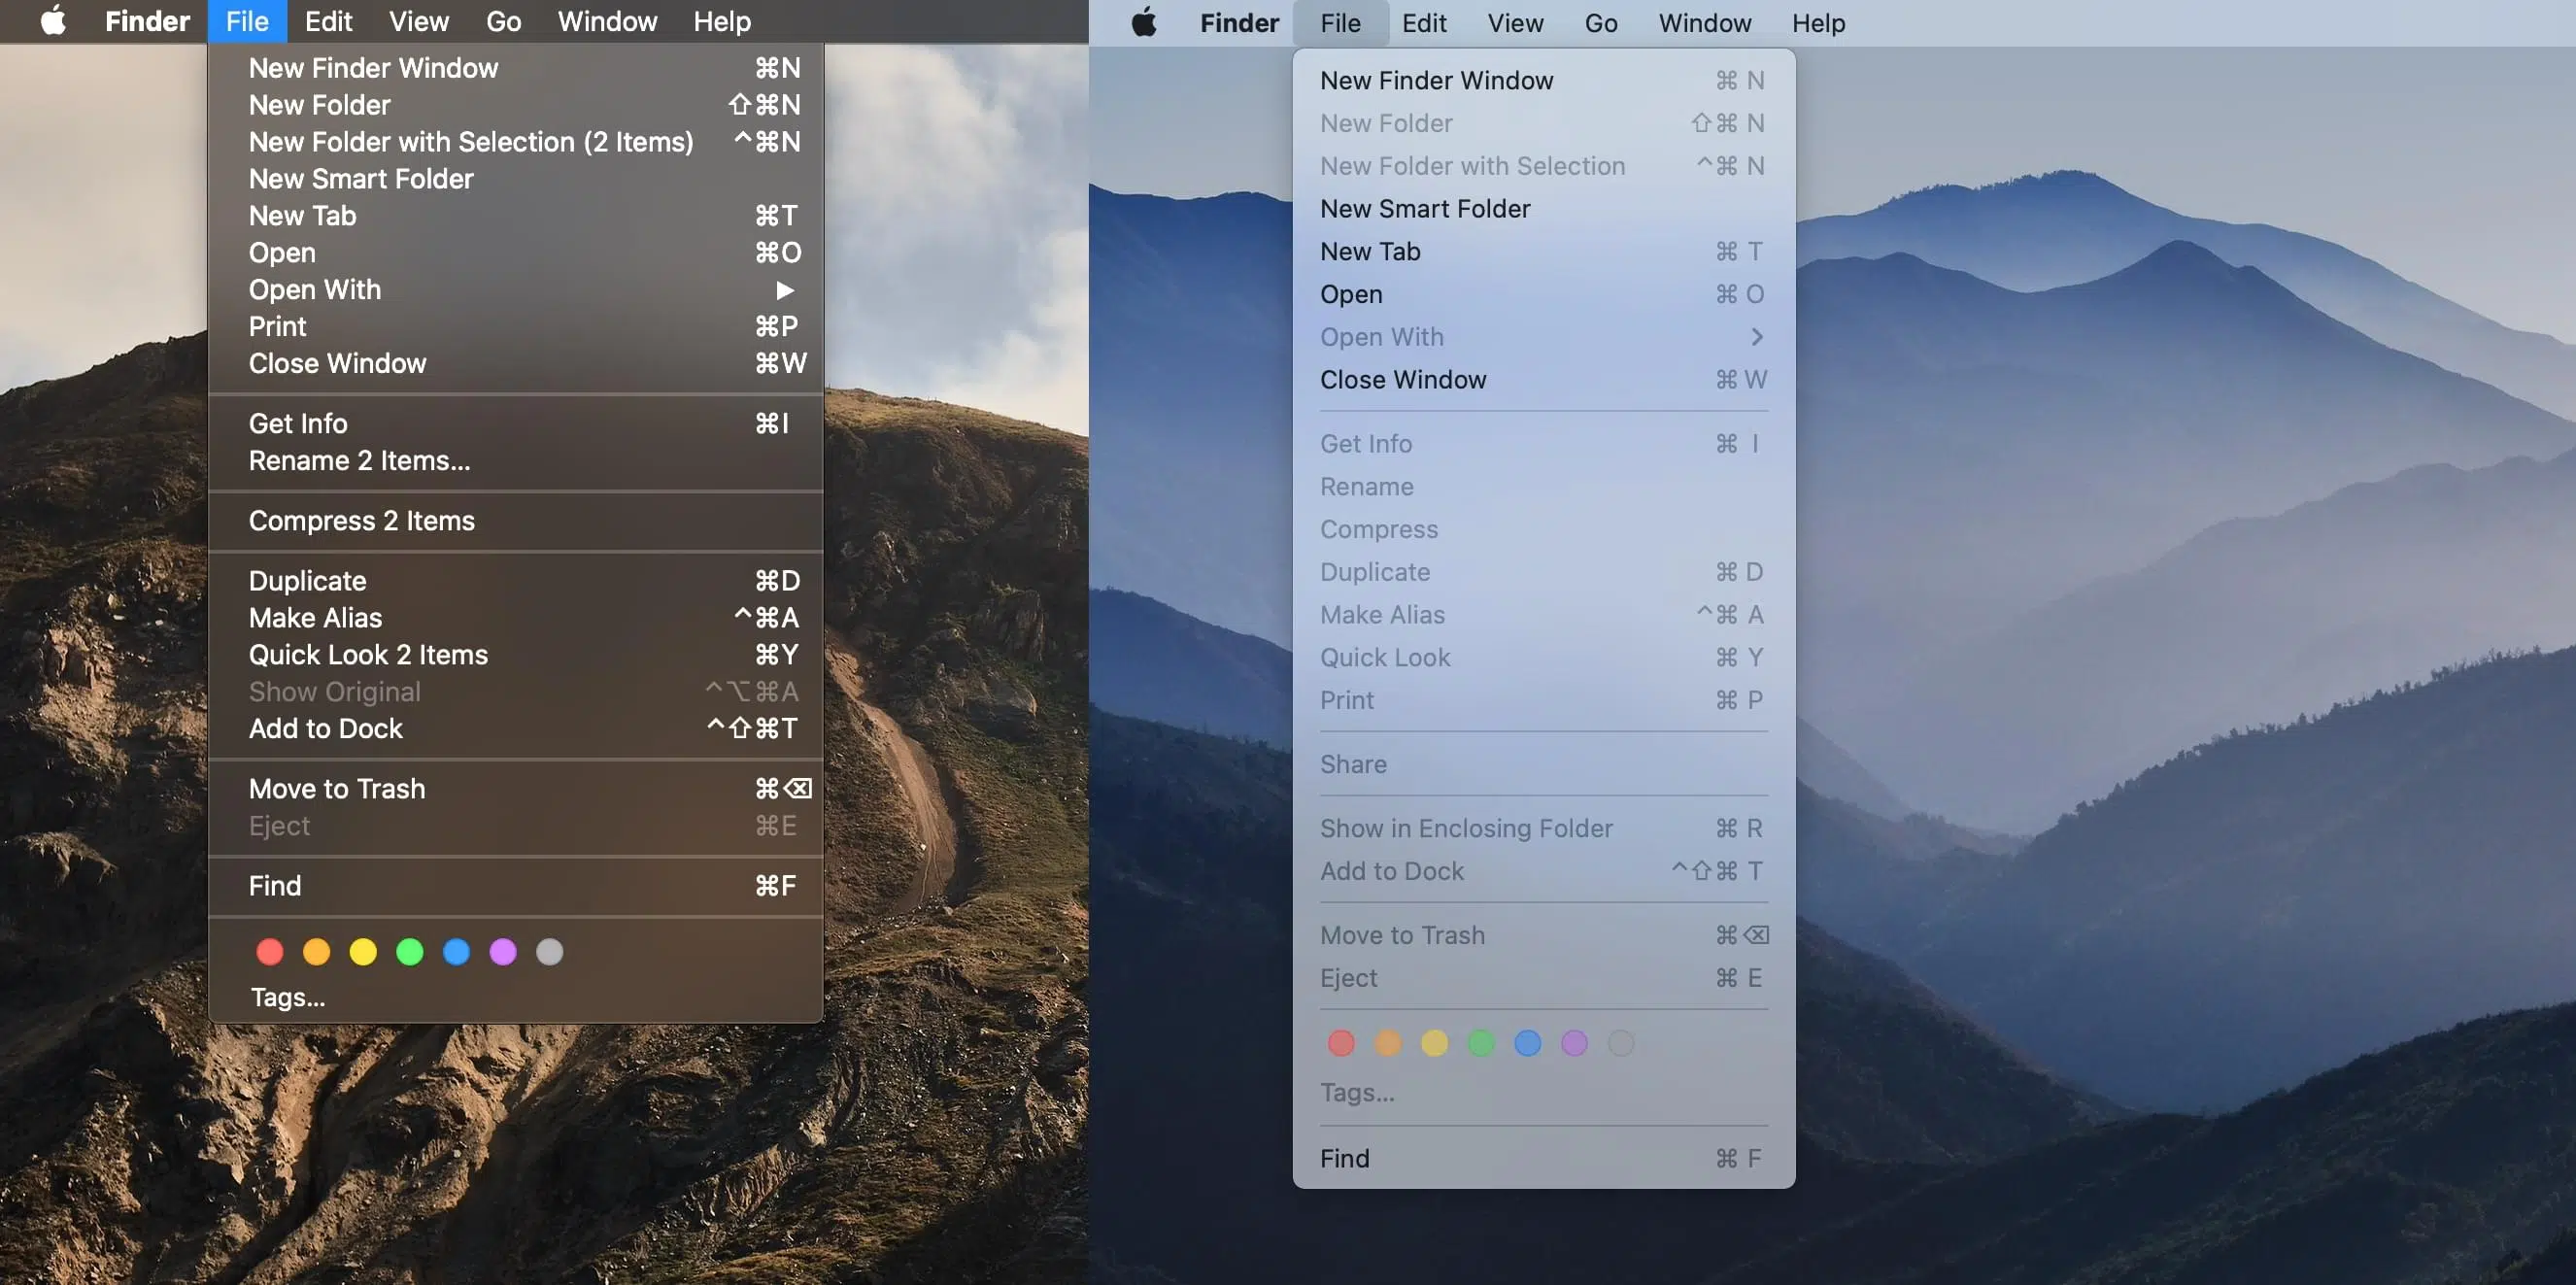 Finder File Edit View Go Window Help
New Finder Window ⌘N
New Folder ⇧⌘N
New Folder with Selection (2 Items) ^⌘N
New Smart Folder
New Tab ⌘T
Open ⌘O
Open With ▶
Print ⌘P
Close Window ⌘W
Get Info ⌘I
Rename 2 Items...
Compress 2 Items
Duplicate ⌘D
Make Alias ^⌘A
Quick Look 2 Items ⌘Y
Show Original ^⌥⌘A
Add to Dock ^⇧⌘T
Move to Trash ⌘⌫
Eject ⌘E
Find ⌘F
Tags...
Finder File Edit View Go Window Help
New Finder Window ⌘ N
New Folder ⇧⌘ N
New Folder with Selection ^⌘ N
New Smart Folder
New Tab ⌘ T
Open ⌘ O
Open With >
Close Window ⌘ W
Get Info ⌘ I
Rename
Compress
Duplicate ⌘ D
Make Alias ^⌘ A
Quick Look ⌘ Y
Print ⌘ P
Share
Show in Enclosing Folder ⌘ R
Add to Dock ^⇧⌘ T
Move to Trash ⌘⌫
Eject ⌘ E
Tags...
Find ⌘ F